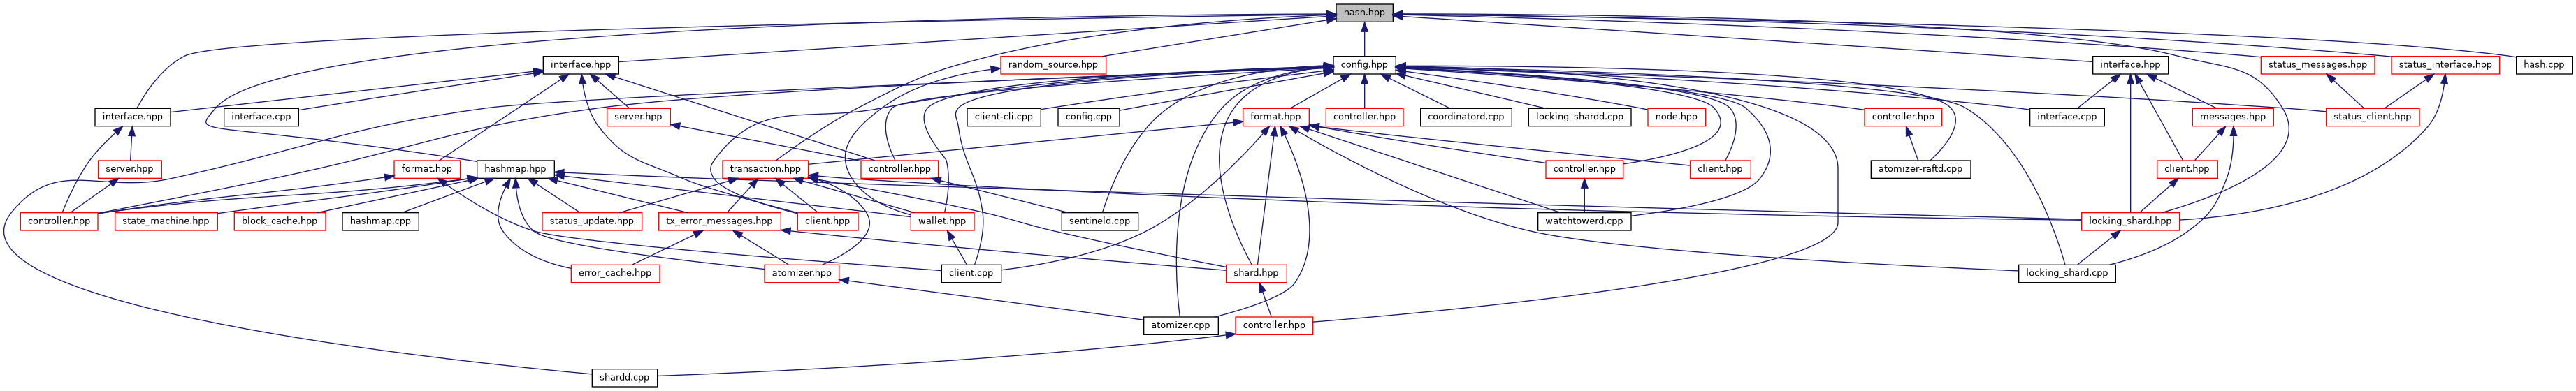 hash.hpp
interface.hpp
random_source.hpp
config.hpp
interface.hpp
status_messages.hpp
status_interface.hpp
hash.cpp
interface.hpp
interface.cpp
server.hpp
client-cli.cpp
config.cpp
format.hpp
controller.hpp
coordinatord.cpp
locking_shardd.cpp
node.hpp
controller.hpp
interface.cpp
messages.hpp
status_client.hpp
server.hpp
format.hpp
hashmap.hpp
transaction.hpp
controller.hpp
controller.hpp
client.hpp
atomizer-raftd.cpp
client.hpp
controller.hpp
state_machine.hpp
block_cache.hpp
hashmap.cpp
status_update.hpp
tx_error_messages.hpp
client.hpp
wallet.hpp
sentineld.cpp
watchtowerd.cpp
locking_shard.hpp
error_cache.hpp
atomizer.hpp
client.cpp
shard.hpp
locking_shard.cpp
atomizer.cpp
controller.hpp
shardd.cpp